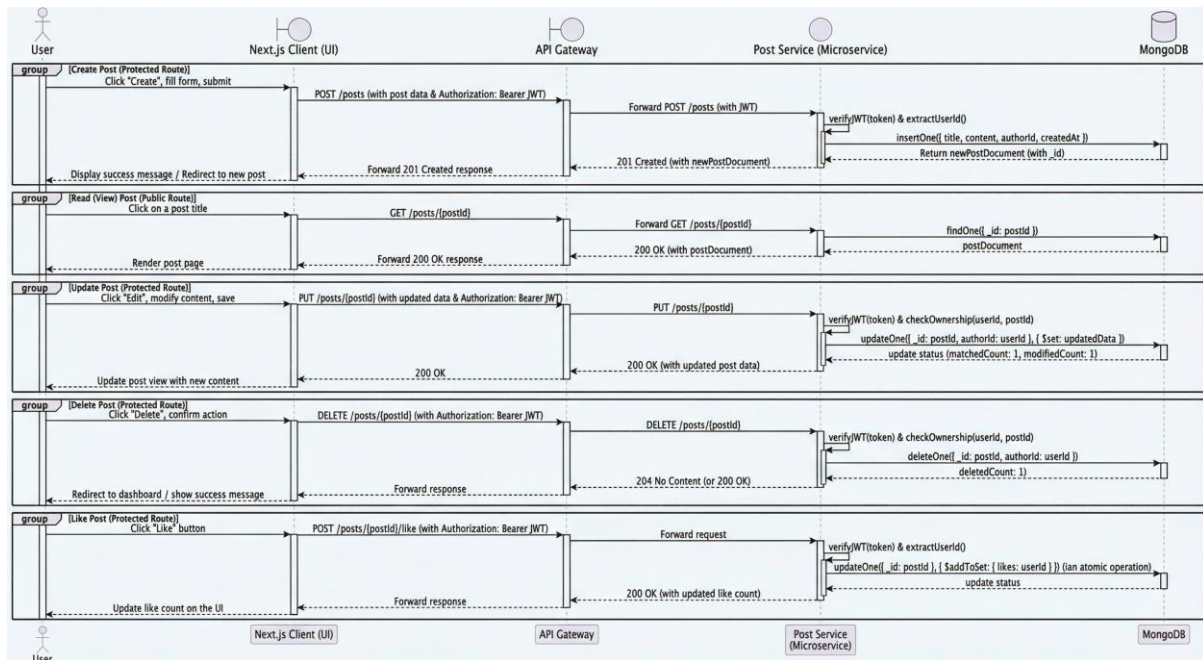 User
Next.js Client (UI)
API Gateway
Post Service (Microservice)
MongoDB
group [Create Post (Protected Route)]
Click "Create", fill form, submit
POST /posts (with post data & Authorization: Bearer JWT)
Forward POST /posts (with JWT)
verifyJWT(token) & extractUserId()
insertOne({ title, content, authorId, createdAt })
Return newPostDocument (with _id)
201 Created (with newPostDocument)
Forward 201 Created response
Display success message / Redirect to new post
group [Read (View) Post (Public Route)]
Click on a post title
GET /posts/{postId}
Forward GET /posts/{postId}
findOne({ _id: postId })
postDocument
200 OK (with postDocument)
Forward 200 OK response
Render post page
group [Update Post (Protected Route)]
Click "Edit", modify content, save
PUT /posts/{postId} (with updated data & Authorization: Bearer JWT)
PUT /posts/{postId}
verifyJWT(token) & checkOwnership(userId, postId)
updateOne({ _id: postId, authorId: userId }, { $set: updatedData })
update status (matchedCount: 1, modifiedCount: 1)
200 OK (with updated post data)
200 OK
Update post view with new content
group [Delete Post (Protected Route)]
Click "Delete", confirm action
DELETE /posts/{postId} (with Authorization: Bearer JWT)
DELETE /posts/{postId}
verifyJWT(token) & checkOwnership(userId, postId)
deleteOne({ _id: postId, authorId: userId })
deletedCount: 1)
204 No Content (or 200 OK)
Forward response
Redirect to dashboard / show success message
group [Like Post (Protected Route)]
Click "Like" button
POST /posts/{postId}/like (with Authorization: Bearer JWT)
Forward request
verifyJWT(token) & extractUserId()
updateOne({ _id: postId }, { $addToSet: { likes: userId } }) (ian atomic operation)
update status
200 OK (with updated like count)
Forward response
Update like count on the UI
User
Next.js Client (UI)
API Gateway
Post Service
(Microservice)
MongoDB